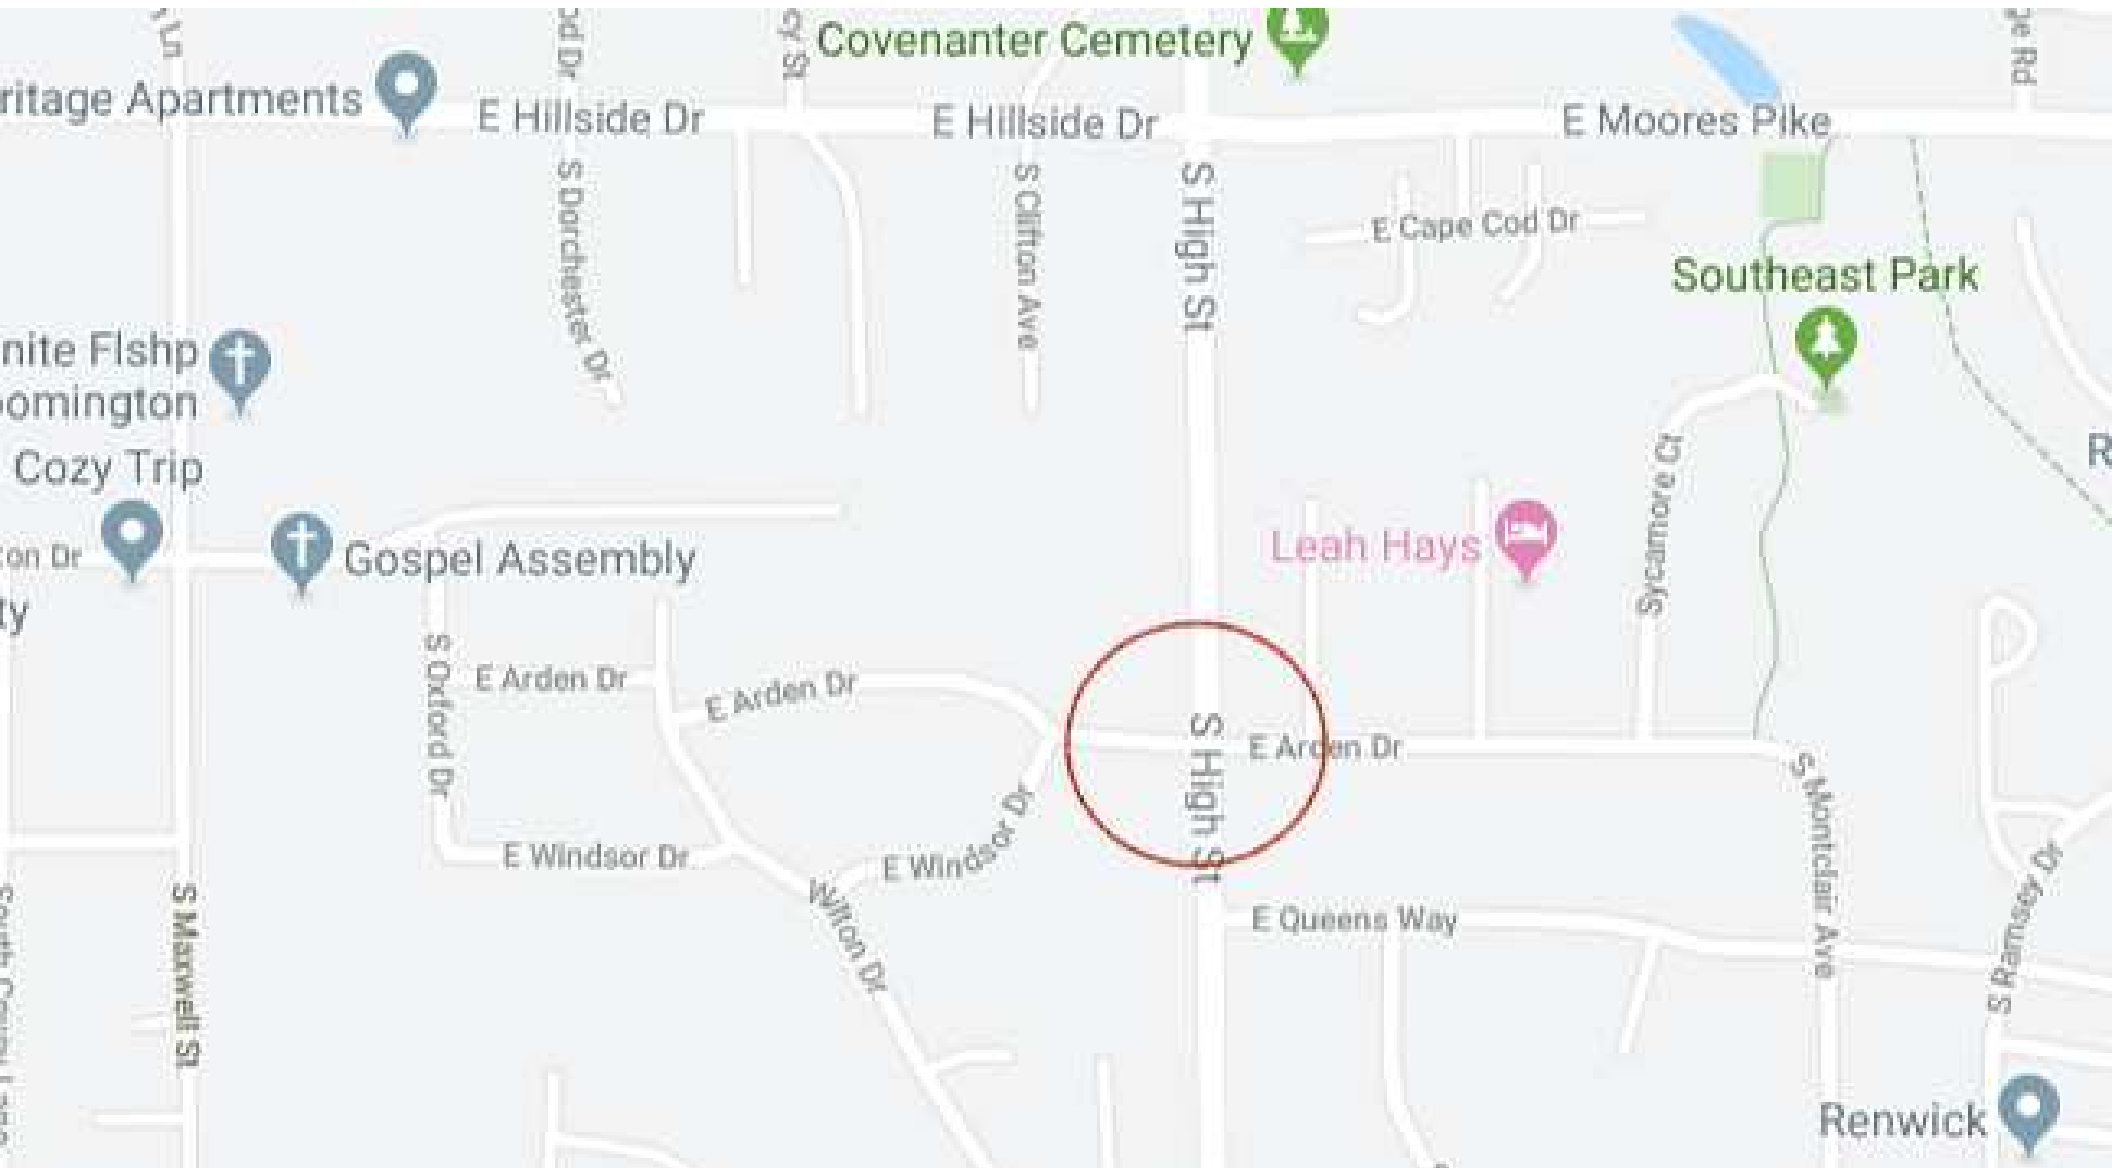 Covenanter Cemetery
ritage Apartments
E Hillside Dr
E Hillside Dr
E Moores Pike
S Dorchester Dr
S Clifton Ave
S High St
E Cape Cod Dr
Southeast Park
nite Flshp
oomington
Cozy Trip
Gospel Assembly
Leah Hays
Sycamore Ct
S Oxford Dr
E Arden Dr
E Arden Dr
S High St
E Arden Dr
S Montclair Ave
E Windsor Dr
E Windsor Dr
Wilton Dr
E Queens Way
S Maxwell St
S Ramsey Dr
Renwick